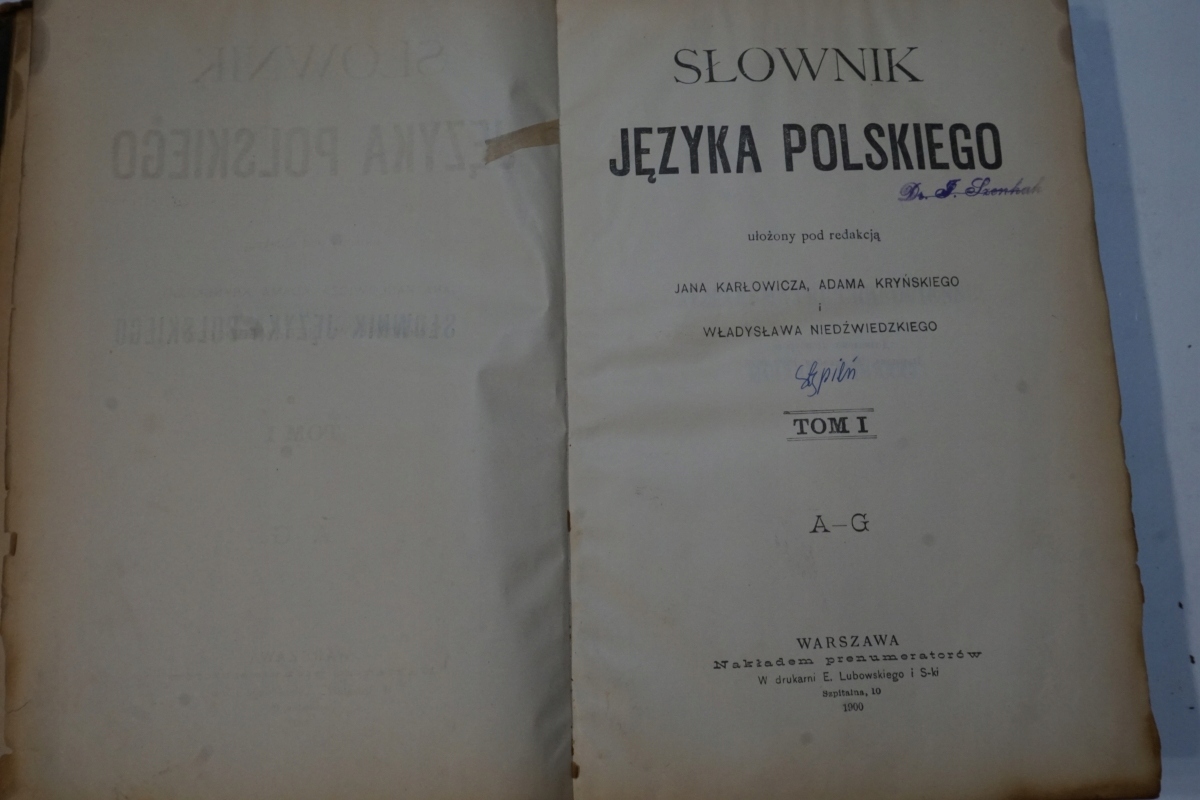 SŁOWNIK
JĘZYKA POLSKIEGO
Dr. J. Szenhak
ułożony pod redakcją
JANA KARŁOWICZA, ADAMA KRYŃSKIEGO
i
WŁADYSŁAWA NIEDŹWIEDZKIEGO
TOM I
A-G
WARSZAWA
Nakładem prenumeratorów
W drukarni E. Lubowskiego i S-ki
Szpitalna, 10
1900